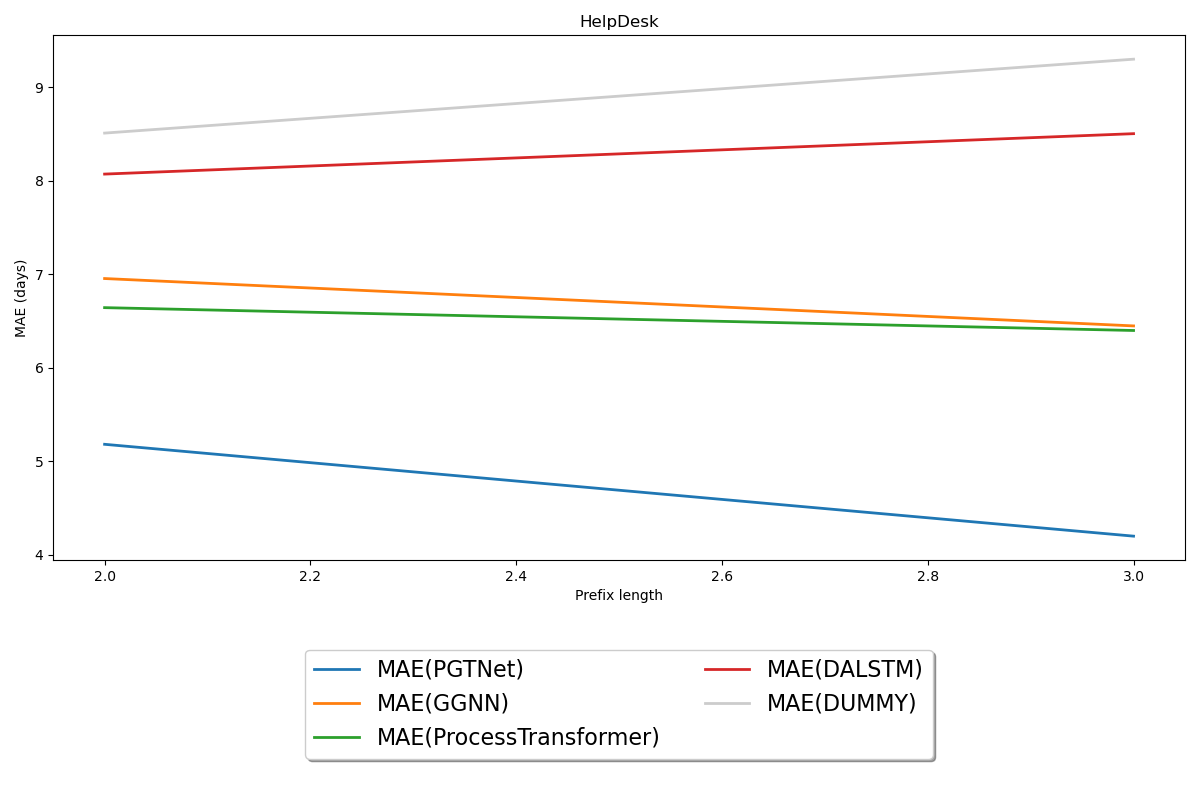 HelpDesk
MAE (days)
9
8
7
6
5
4
2.0 2.2 2.4 2.6 2.8 3.0
Prefix length
MAE(PGTNet)
MAE(GGNN)
MAE(ProcessTransformer)
MAE(DALSTM)
MAE(DUMMY)